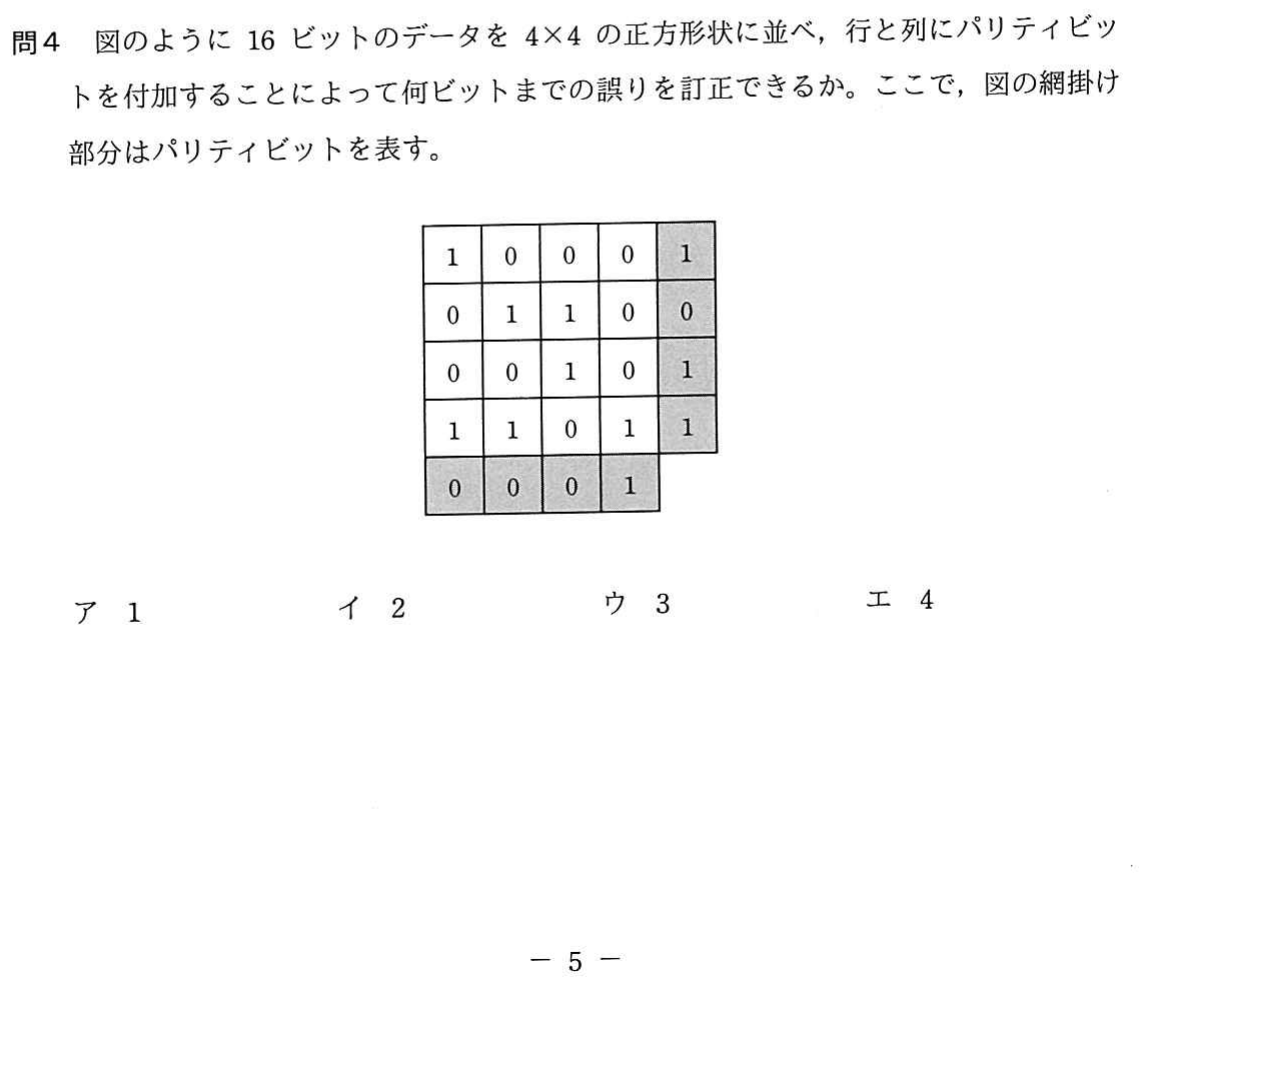 問4 図のように 16 ビットのデータを 4×4 の正方形状に並べ，行と列にパリティビッ
トを付加することによって何ビットまでの誤りを訂正できるか。ここで，図の網掛け
部分はパリティビットを表す。
1 0 0 0 1
0 1 1 0 0
0 0 1 0 1
1 1 0 1 1
0 0 0 1
ア 1 イ 2 ウ 3 エ 4
― 5 ―